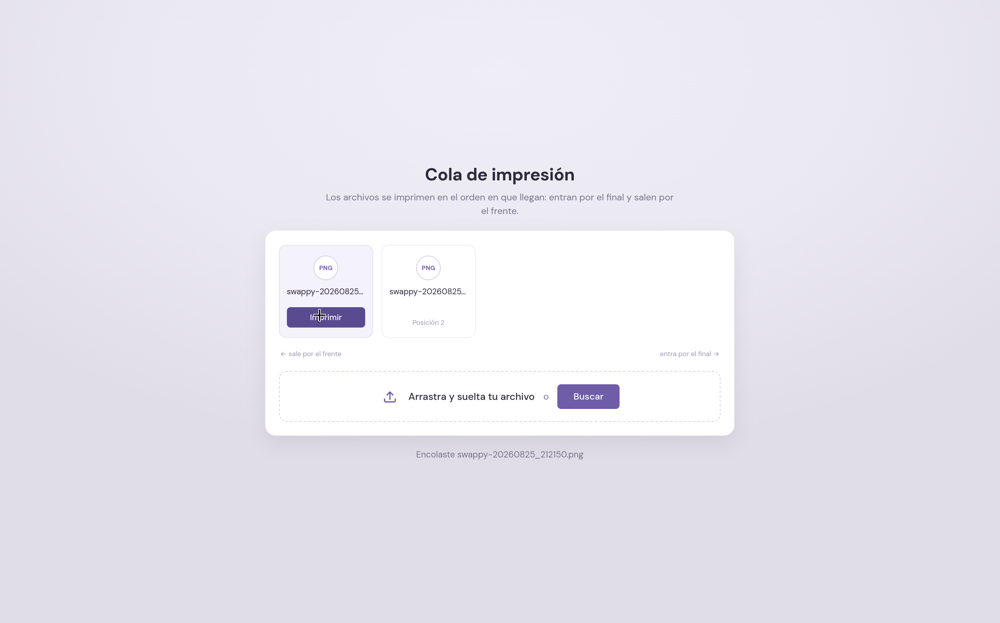 Cola de impresión
Los archivos se imprimen en el orden en que llegan: entran por el final y salen por
el frente.
PNG
swappy-20260825...
Imprimir
PNG
swappy-20260825...
Posición 2
← sale por el frente
entra por el final →
Arrastra y suelta tu archivo o Buscar
Encolaste swappy-20260825_212150.png